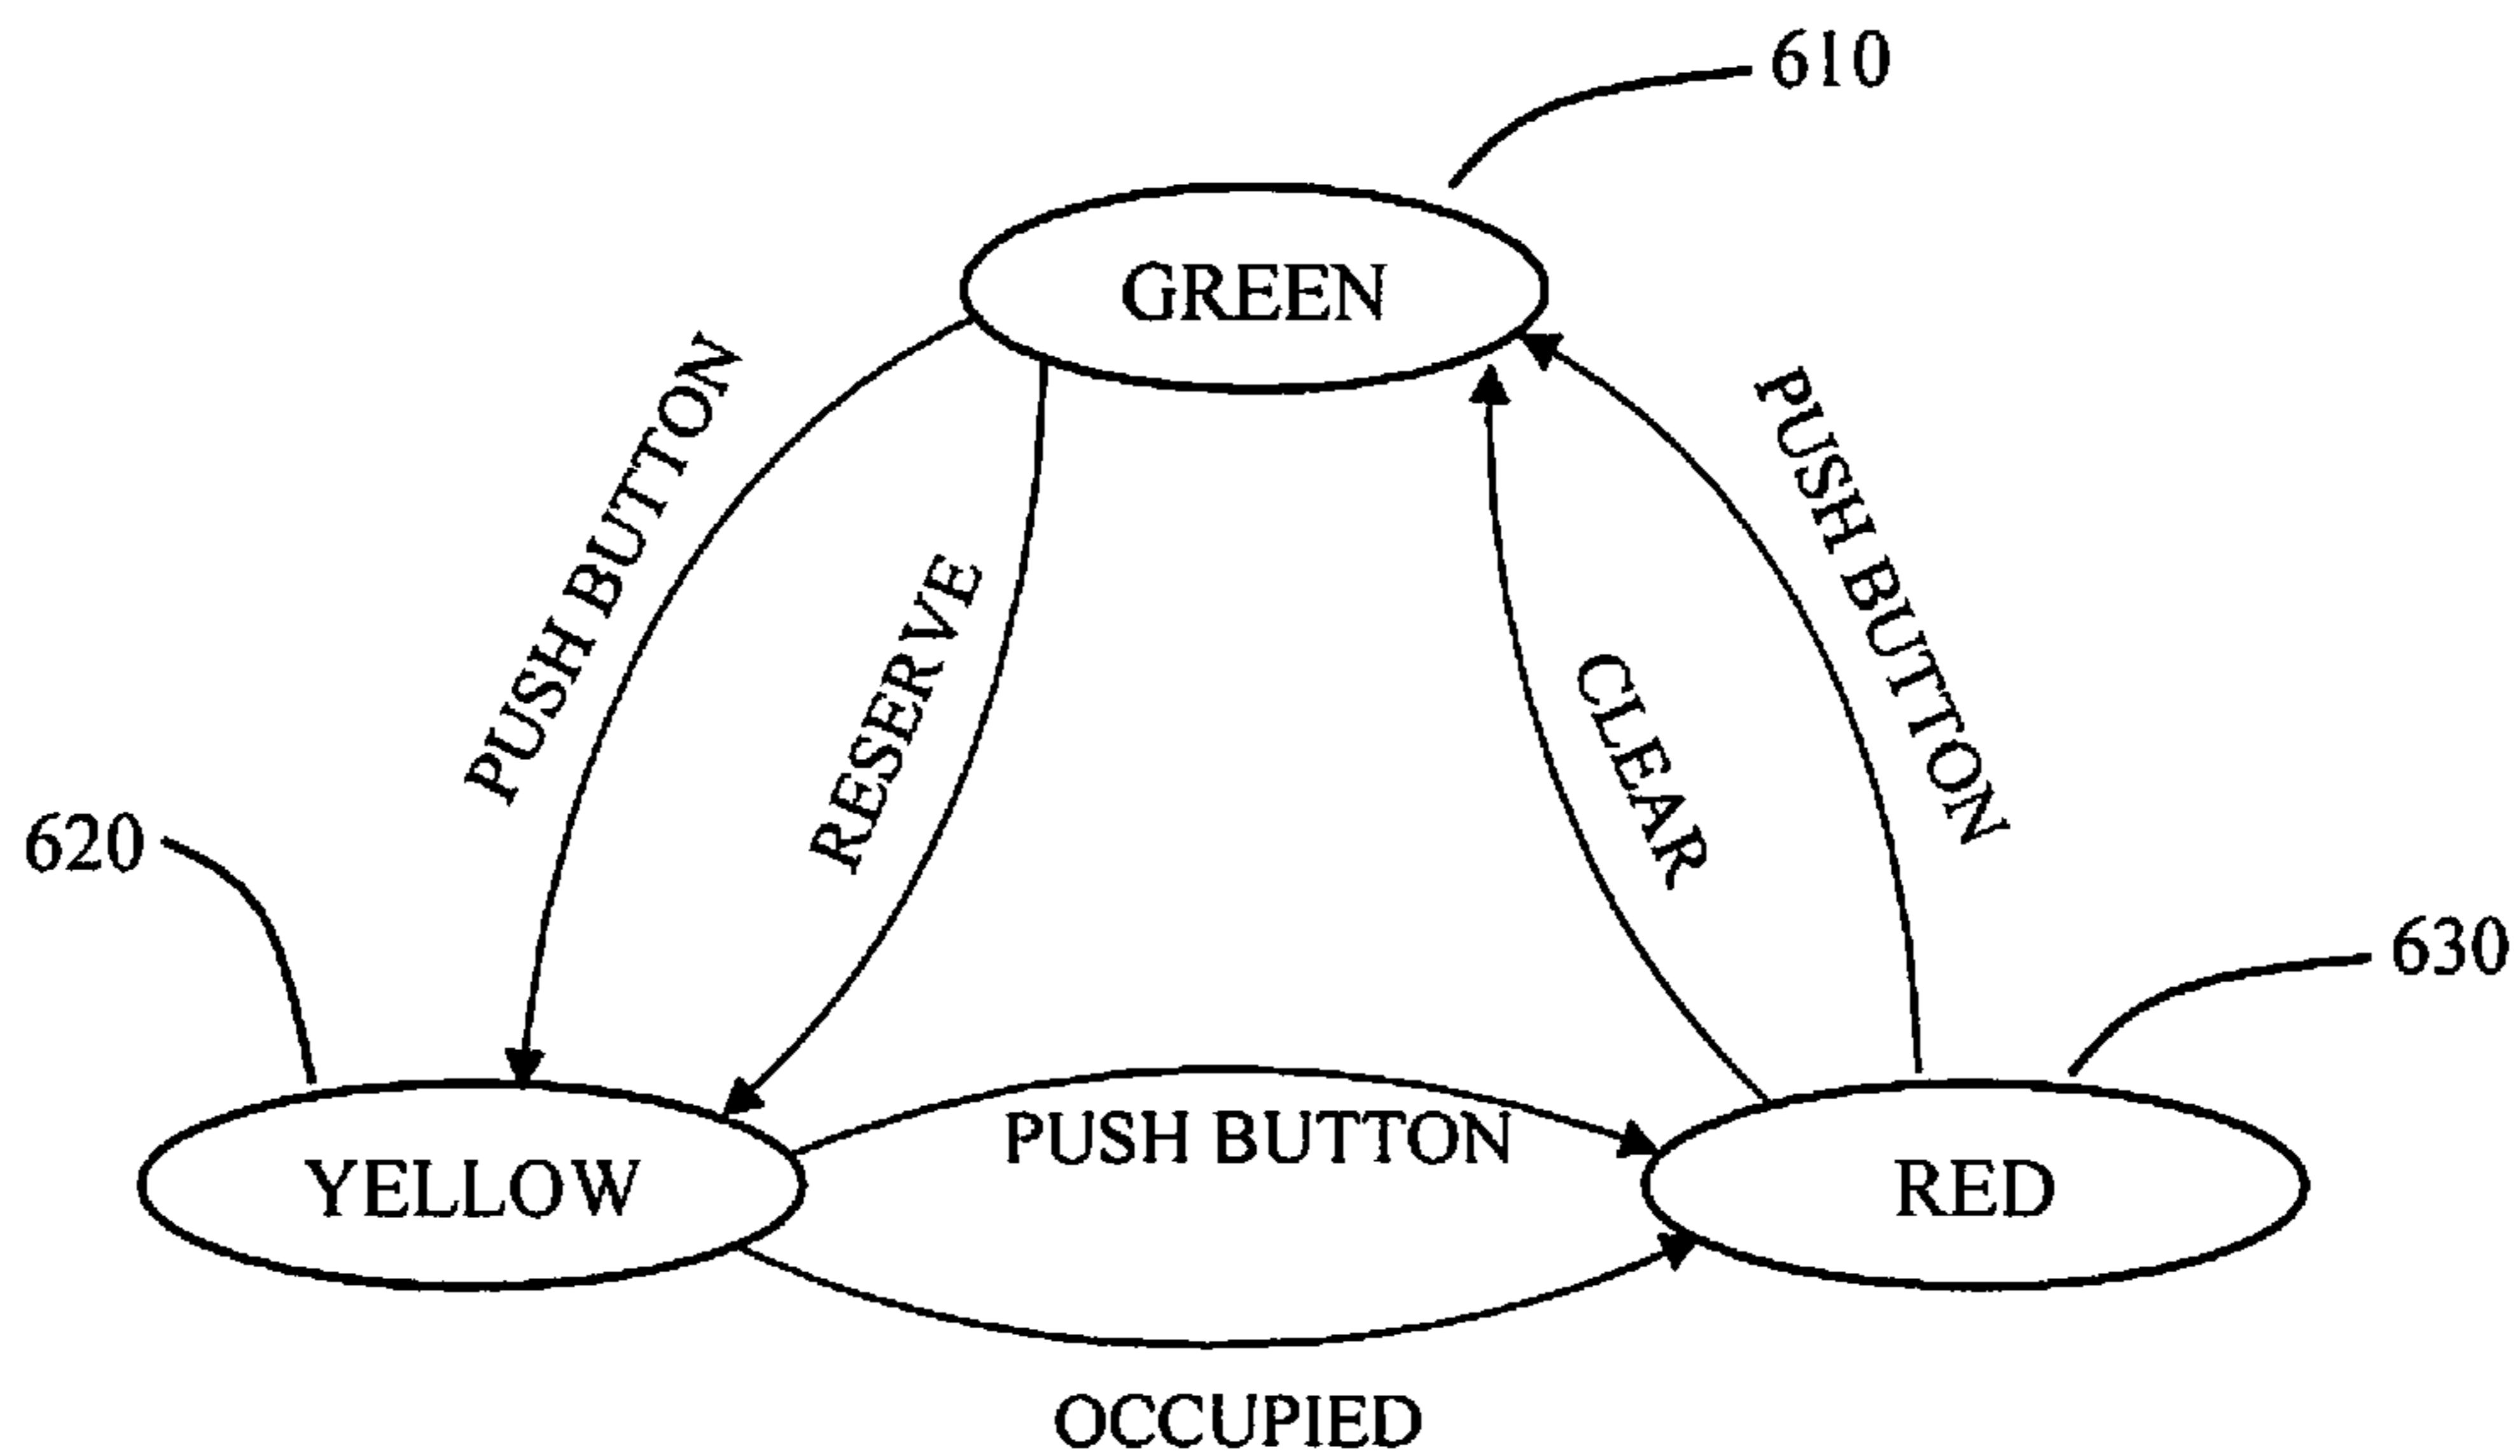 610
GREEN
PUSH BUTTON
RESERVE
CLEAR
PUSH BUTTON
620
630
PUSH BUTTON
YELLOW
RED
OCCUPIED